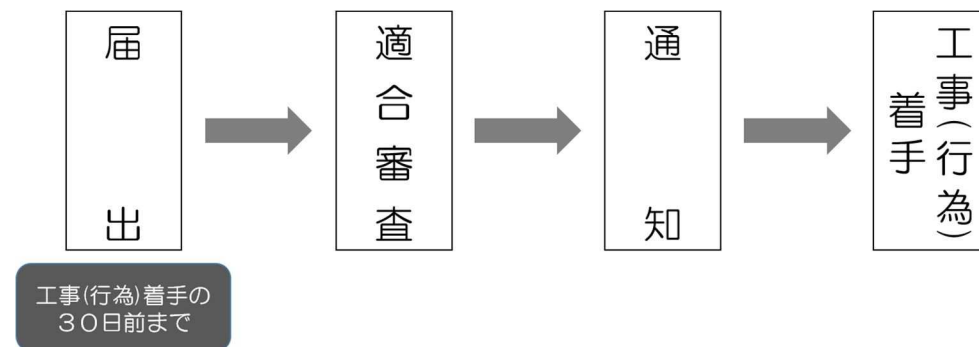 届出
適合審査
通知
工事(行為)
着手
工事(行為)着手の
３０日前まで